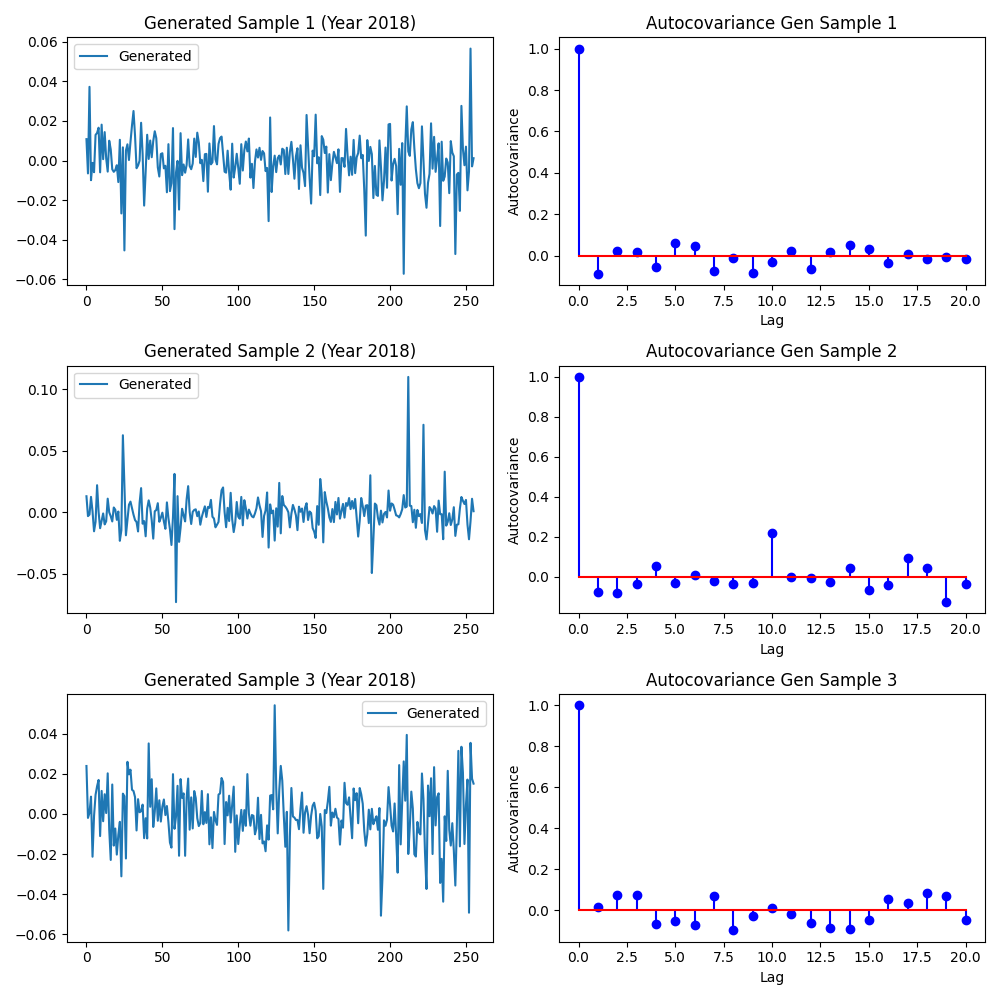 Generated Sample 1 (Year 2018)
Generated
0.06
0.04
0.02
0.00
−0.02
−0.04
−0.06
0 50 100 150 200 250
Autocovariance Gen Sample 1
Autocovariance
1.0
0.8
0.6
0.4
0.2
0.0
0.0 2.5 5.0 7.5 10.0 12.5 15.0 17.5 20.0
Lag
Generated Sample 2 (Year 2018)
Generated
0.10
0.05
0.00
−0.05
0 50 100 150 200 250
Autocovariance Gen Sample 2
Autocovariance
1.0
0.8
0.6
0.4
0.2
0.0
0.0 2.5 5.0 7.5 10.0 12.5 15.0 17.5 20.0
Lag
Generated Sample 3 (Year 2018)
Generated
0.04
0.02
0.00
−0.02
−0.04
−0.06
0 50 100 150 200 250
Autocovariance Gen Sample 3
Autocovariance
1.0
0.8
0.6
0.4
0.2
0.0
0.0 2.5 5.0 7.5 10.0 12.5 15.0 17.5 20.0
Lag